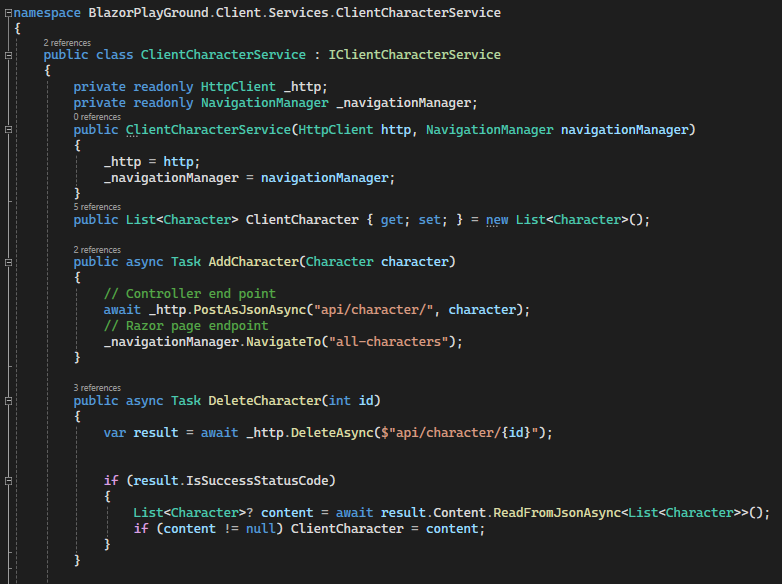 namespace BlazorPlayGround.Client.Services.ClientCharacterService
{
2 references
public class ClientCharacterService : IClientCharacterService
{
private readonly HttpClient _http;
private readonly NavigationManager _navigationManager;
0 references
public ClientCharacterService(HttpClient http, NavigationManager navigationManager)
{
_http = http;
_navigationManager = navigationManager;
}
5 references
public List<Character> ClientCharacter { get; set; } = new List<Character>();
2 references
public async Task AddCharacter(Character character)
{
// Controller end point
await _http.PostAsJsonAsync("api/character/", character);
// Razor page endpoint
_navigationManager.NavigateTo("all-characters");
}
3 references
public async Task DeleteCharacter(int id)
{
var result = await _http.DeleteAsync($"api/character/{id}");
if (result.IsSuccessStatusCode)
{
List<Character>? content = await result.Content.ReadFromJsonAsync<List<Character>>();
if (content != null) ClientCharacter = content;
}
}